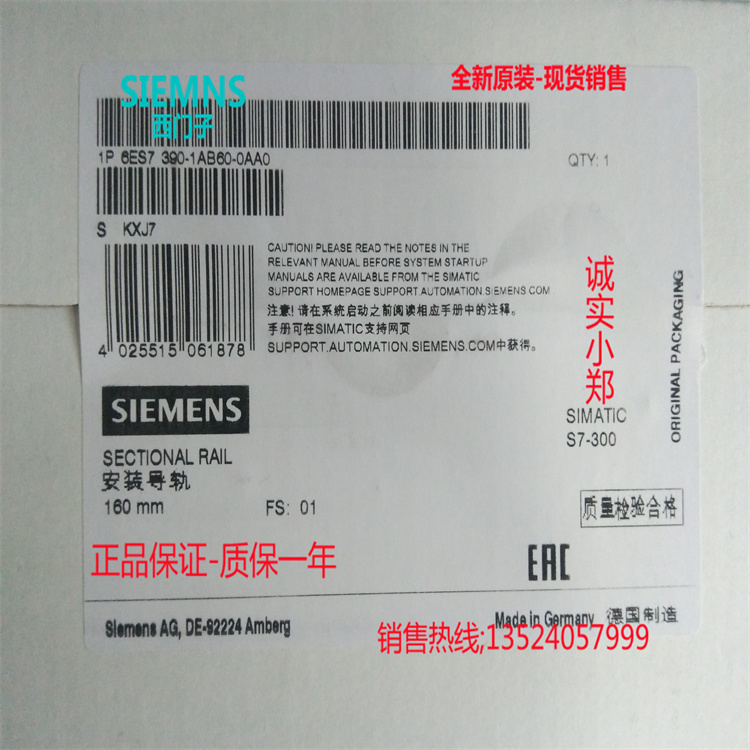 SIEMNS
西门子
全新原装-现货销售
1P 6ES7 390-1AB60-0AA0
QTY: 1
S KXJ7
CAUTION! PLEASE READ THE NOTES IN THE
RELEVANT MANUAL BEFORE SYSTEM STARTUP
MANUALS ARE AVAILABLE FROM THE SIMATIC
SUPPORT HOMEPAGE SUPPORT.AUTOMATION.SIEMENS.COM
注意! 请在系统启动之前阅读相应手册中的注释。
手册可在SIMATIC支持网页
SUPPORT.AUTOMATION.SIEMENS.COM中获得。
4 025515 061878
诚实小郑
ORIGINAL PACKAGING
SIEMENS
SIMATIC
S7-300
SECTIONAL RAIL
安装导轨
160 mm
FS: 01
质量检验合格
正品保证-质保一年
EAC
Siemens AG, DE-92224 Amberg
Made in Germany 德国制造
销售热线;13524057999